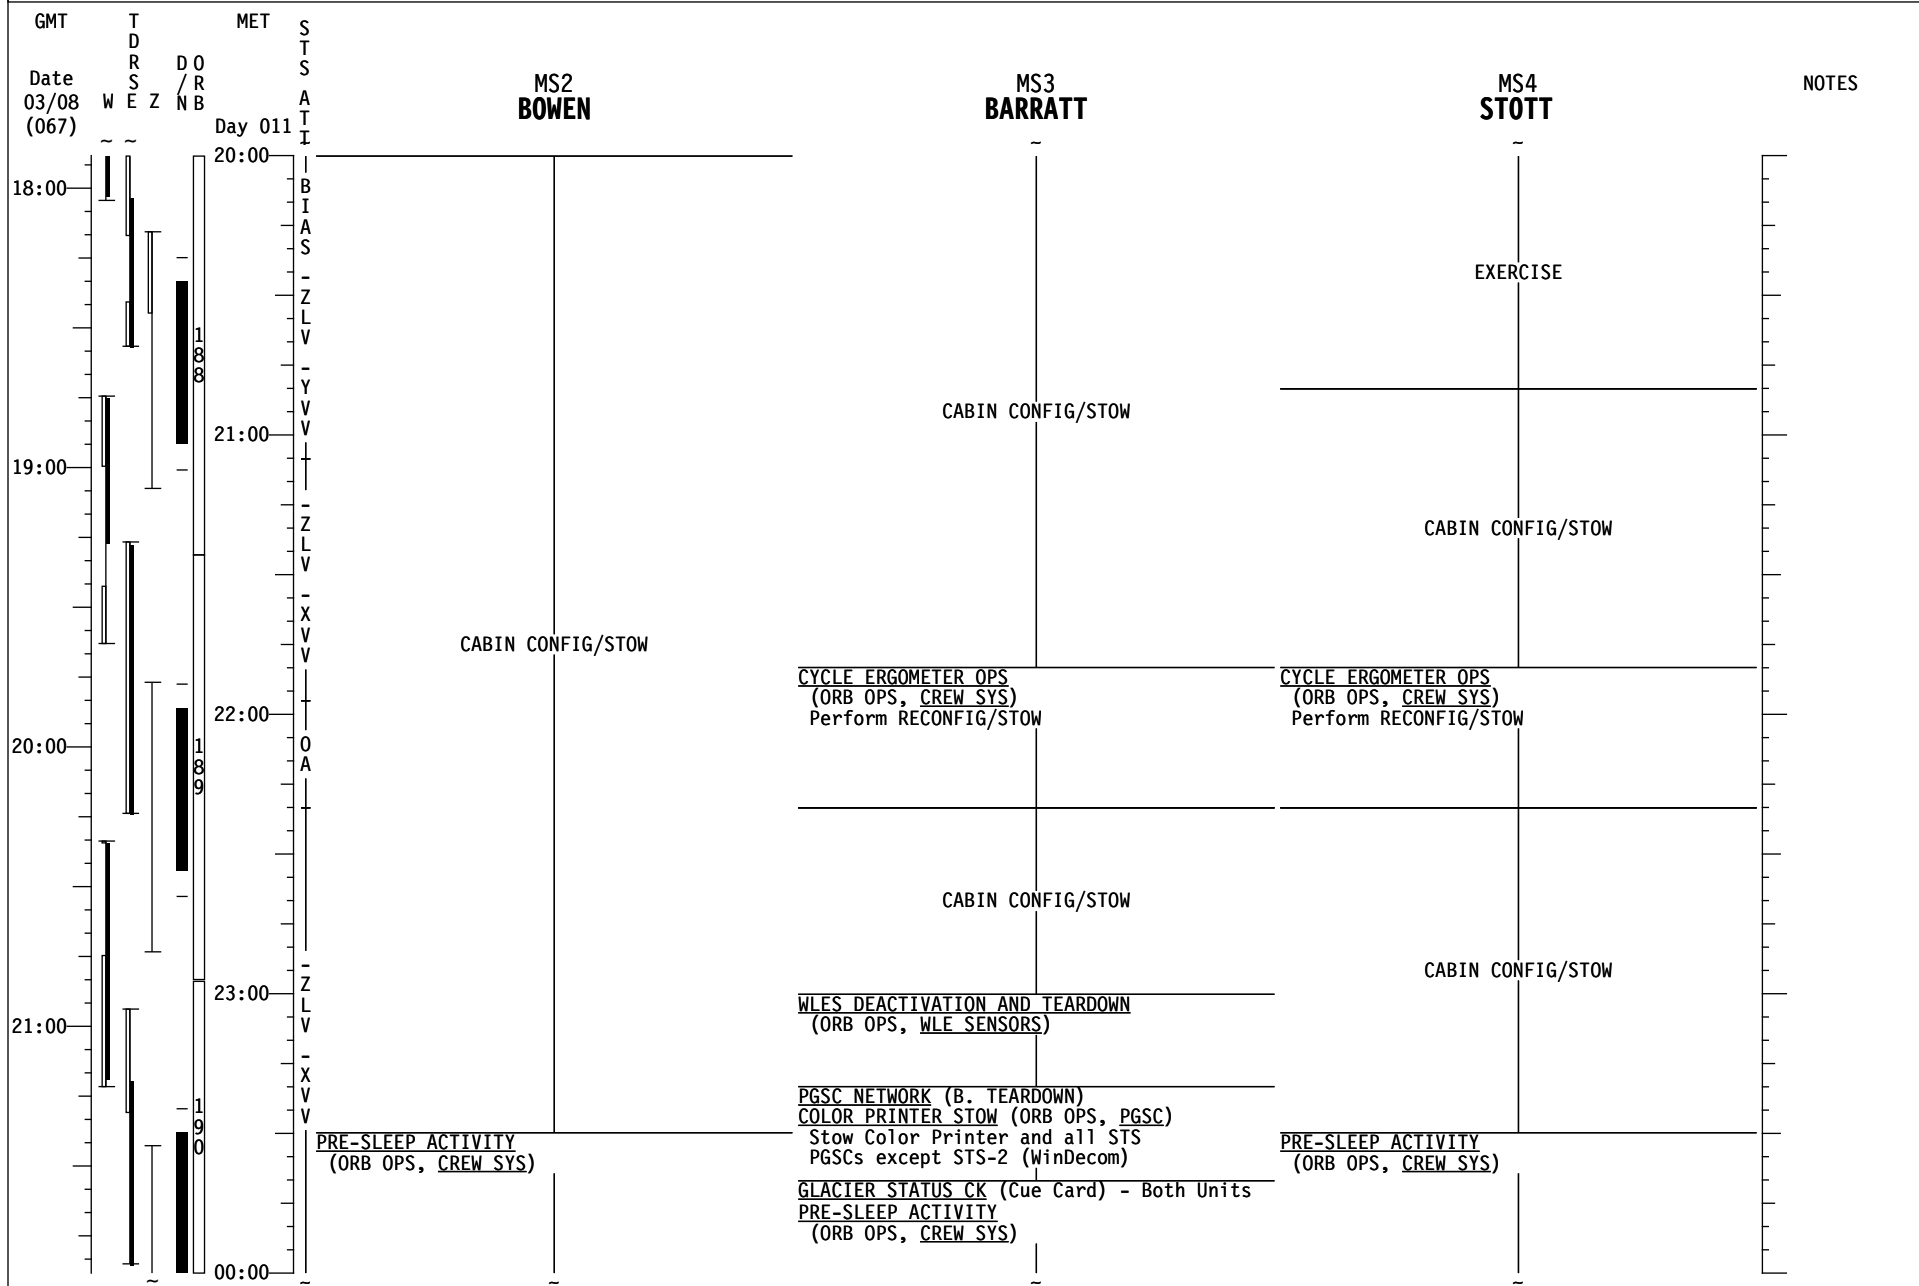 GMT
TDRSE
MET
STS ATT
D/N
ORB
Date
03/08
(067)
W
Z
Day 011
MS2
BOWEN
MS3
BARRATT
MS4
STOTT
NOTES
~ ~
~
~
20:00
18:00
BIAS -ZLV -YVV
EXERCISE
188
CABIN CONFIG/STOW
21:00
19:00
-ZLV -XVV
CABIN CONFIG/STOW
CABIN CONFIG/STOW
CYCLE ERGOMETER OPS
(ORB OPS, CREW SYS)
Perform RECONFIG/STOW
CYCLE ERGOMETER OPS
(ORB OPS, CREW SYS)
Perform RECONFIG/STOW
22:00
20:00
189
OA
CABIN CONFIG/STOW
CABIN CONFIG/STOW
-ZLV -XVV
23:00
21:00
WLES DEACTIVATION AND TEARDOWN
(ORB OPS, WLE SENSORS)
190
PGSC NETWORK (B. TEARDOWN)
COLOR PRINTER STOW (ORB OPS, PGSC)
Stow Color Printer and all STS
PGSCs except STS-2 (WinDecom)
PRE-SLEEP ACTIVITY
(ORB OPS, CREW SYS)
PRE-SLEEP ACTIVITY
(ORB OPS, CREW SYS)
GLACIER STATUS CK (Cue Card) - Both Units
PRE-SLEEP ACTIVITY
(ORB OPS, CREW SYS)
00:00
~ ~ ~ ~ ~